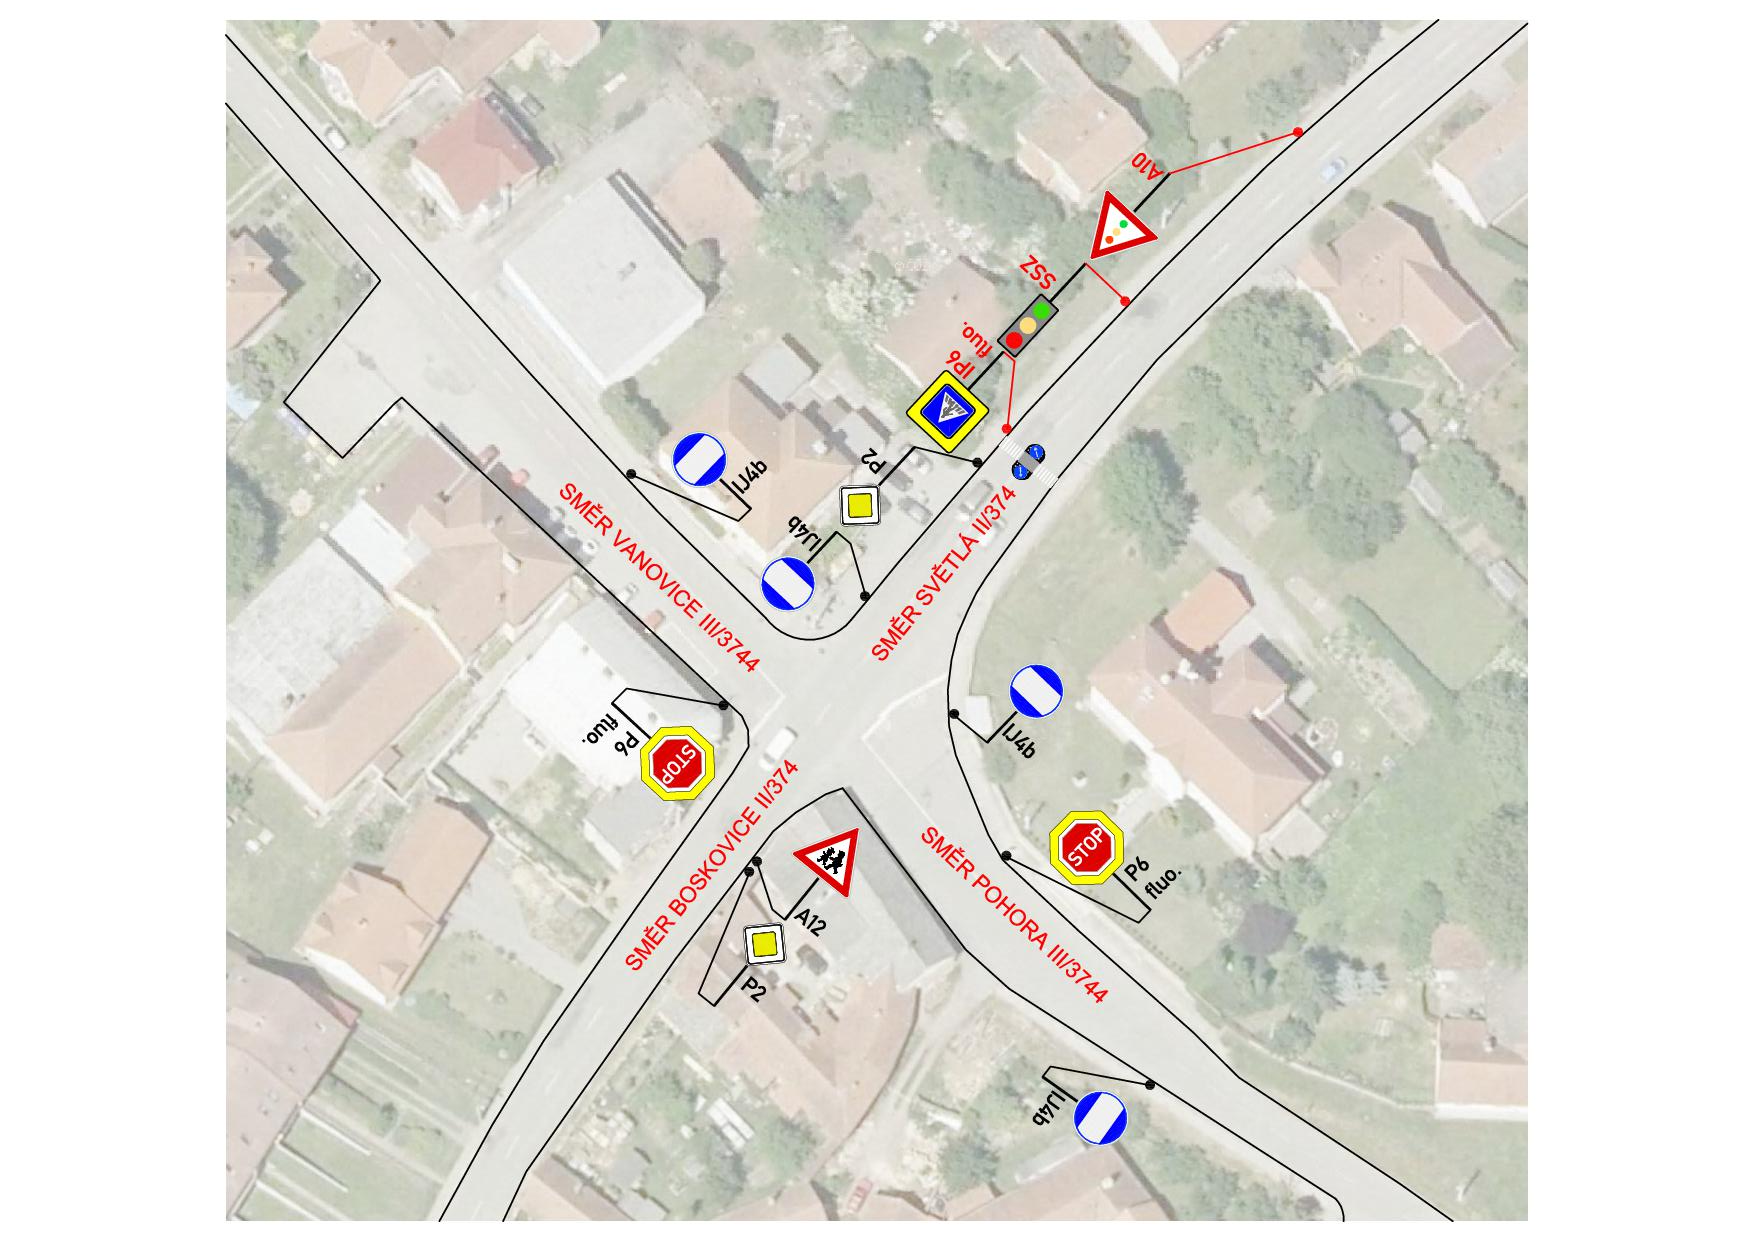 A10
SSZ
IP6
fluo.
P2
IJ4b
IJ4b
SMĚR VANOVICE III/3744
SMĚR SVĚTLÁ II/374
P6
fluo.
STOP
IJ4b
SMĚR BOSKOVICE II/374
SMĚR POHORA III/3744
STOP
P6
fluo.
A12
P2
IJ4b